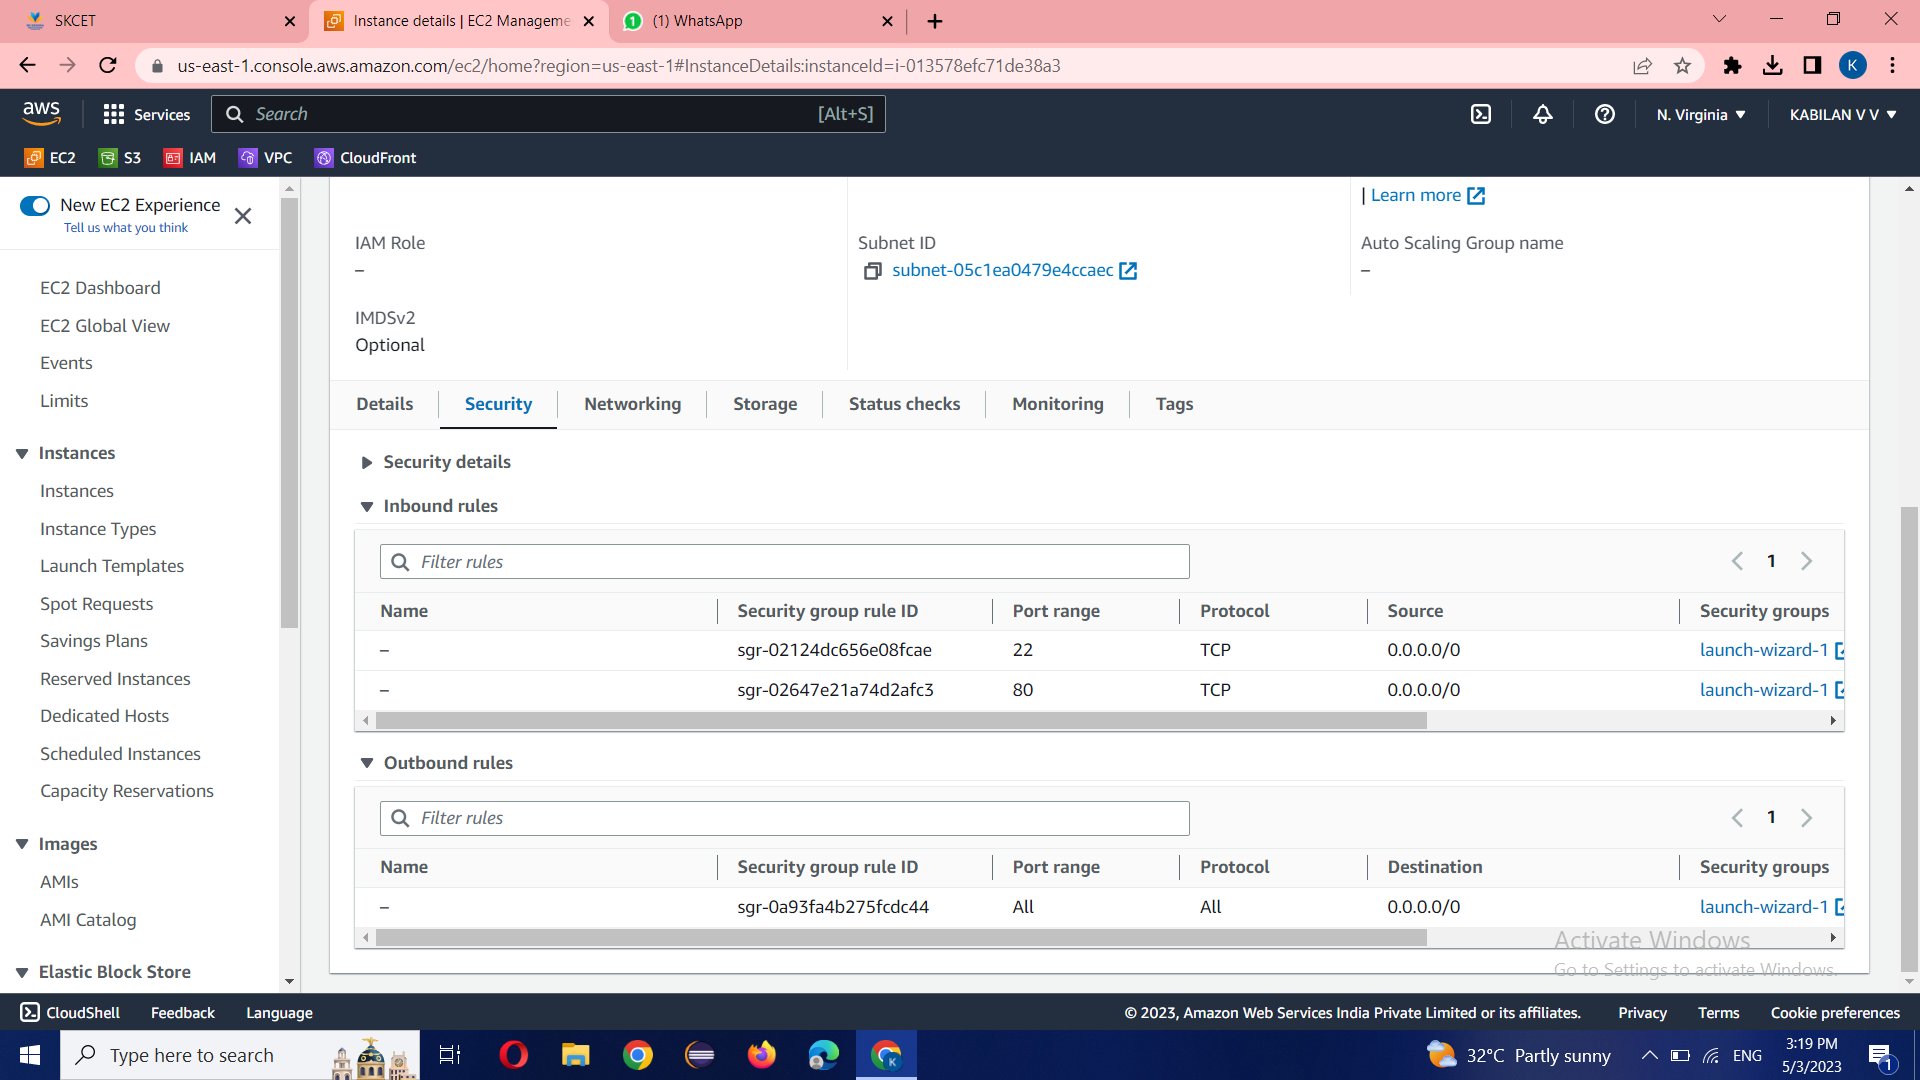 SKCET
Instance details | EC2 Manageme
(1) WhatsApp
us-east-1.console.aws.amazon.com/ec2/home?region=us-east-1#InstanceDetails:instanceId=i-013578efc71de38a3
K
aws
Services
Search
[Alt+S]
N. Virginia
KABILAN V V
EC2
S3
IAM
VPC
CloudFront
New EC2 Experience
Tell us what you think
EC2 Dashboard
EC2 Global View
Events
Limits
Instances
Instances
Instance Types
Launch Templates
Spot Requests
Savings Plans
Reserved Instances
Dedicated Hosts
Scheduled Instances
Capacity Reservations
Images
AMIs
AMI Catalog
Elastic Block Store
| Learn more
IAM Role
–
Subnet ID
subnet-05c1ea0479e4ccaec
Auto Scaling Group name
–
IMDSv2
Optional
Details Security Networking Storage Status checks Monitoring Tags
Security details
Inbound rules
Filter rules
1
Name Security group rule ID Port range Protocol Source Security groups
– sgr-02124dc656e08fcae 22 TCP 0.0.0.0/0 launch-wizard-1
– sgr-02647e21a74d2afc3 80 TCP 0.0.0.0/0 launch-wizard-1
Outbound rules
Filter rules
1
Name Security group rule ID Port range Protocol Destination Security groups
– sgr-0a93fa4b275fcdc44 All All 0.0.0.0/0 launch-wizard-1
Activate Windows
Go to Settings to activate Windows.
CloudShell Feedback Language
© 2023, Amazon Web Services India Private Limited or its affiliates. Privacy Terms Cookie preferences
Type here to search
32°C Partly sunny
ENG
3:19 PM
5/3/2023
1